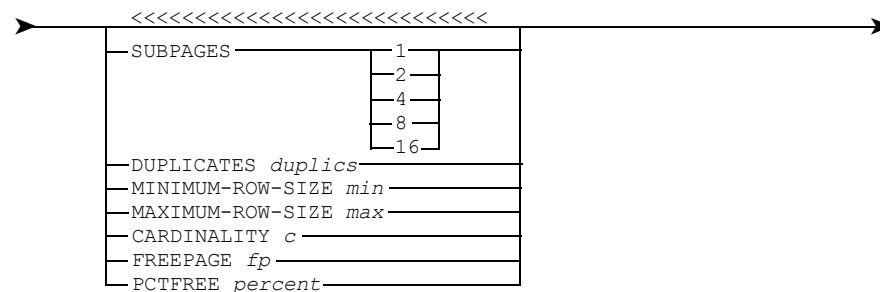 <<<<<<<<<<<<<<<<<<<<<<<<<<<<
SUBPAGES 1
2
4
8
16
DUPLICATES duplics
MINIMUM-ROW-SIZE min
MAXIMUM-ROW-SIZE max
CARDINALITY c
FREEPAGE fp
PCTFREE percent